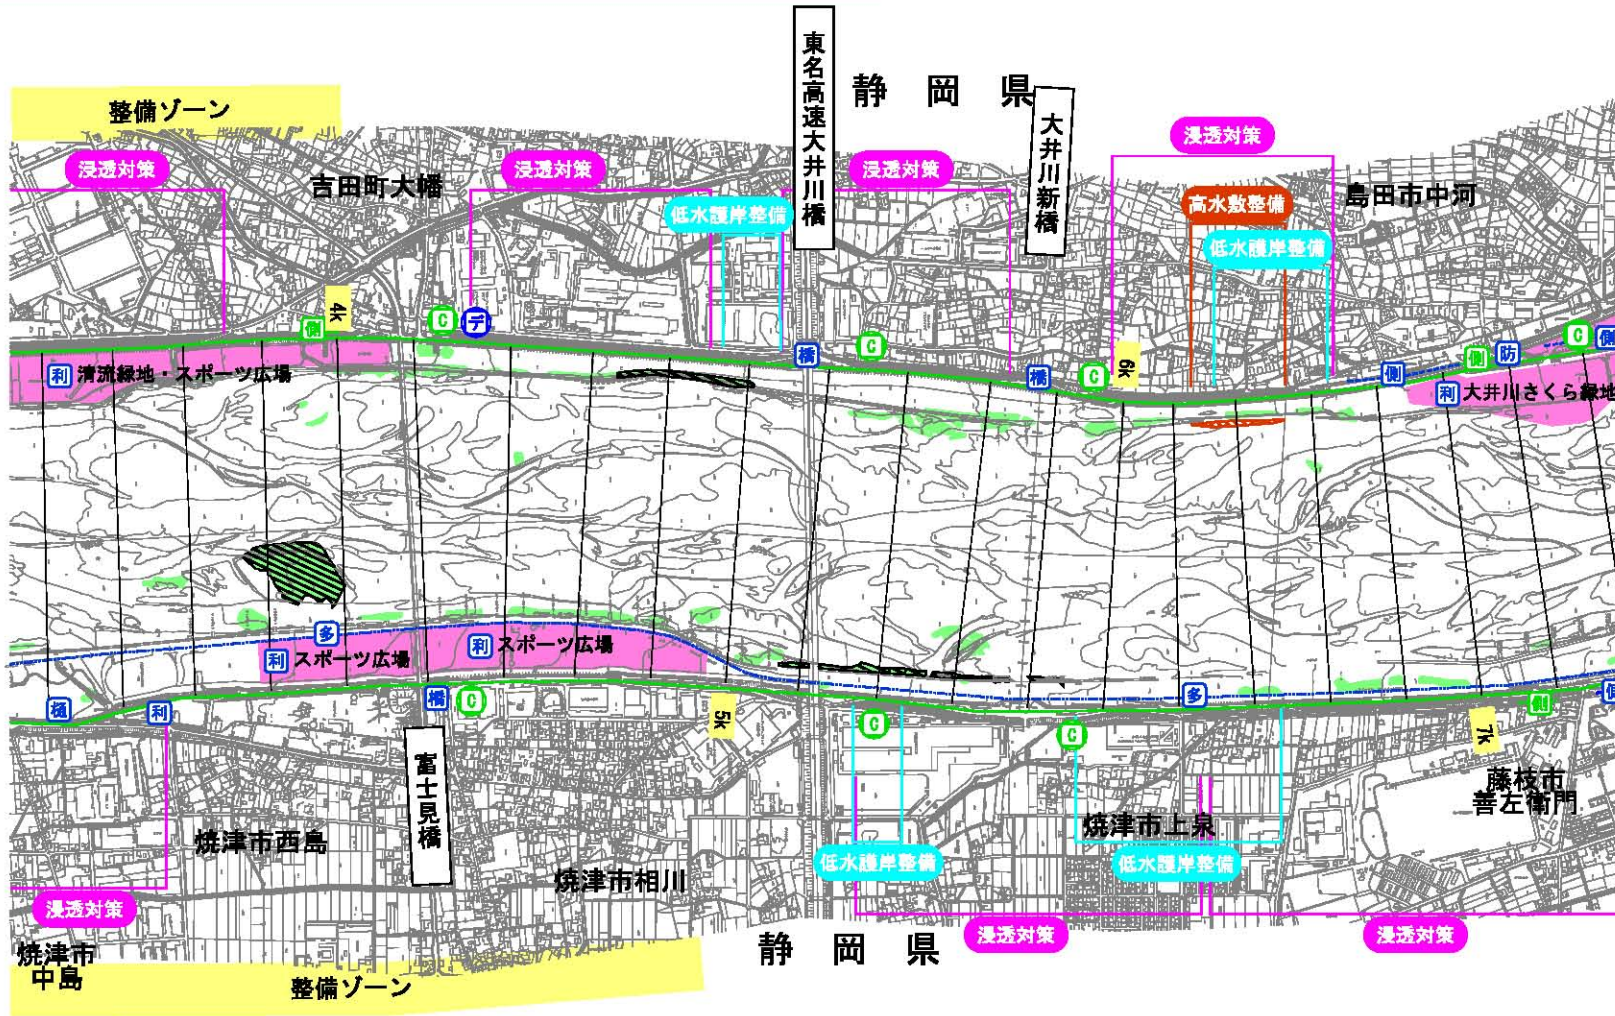 整備ゾーン
静岡県
東名高速大井川橋
大井川新橋
浸透対策
浸透対策
浸透対策
浸透対策
吉田町大幡
低水護岸整備
高水敷整備
低水護岸整備
島田市中河
4k
側
C
デ
橋
C
橋
C
6k
側
側
防
C
側
利 清流緑地・スポーツ広場
利 大井川さくら緑地
多
利 スポーツ広場
利 スポーツ広場
樋
利
橋
C
5k
C
C
多
7k
側
富士見橋
焼津市西島
焼津市相川
焼津市上泉
藤枝市
善左衛門
低水護岸整備
低水護岸整備
浸透対策
浸透対策
浸透対策
焼津市
中島
整備ゾーン
静岡県